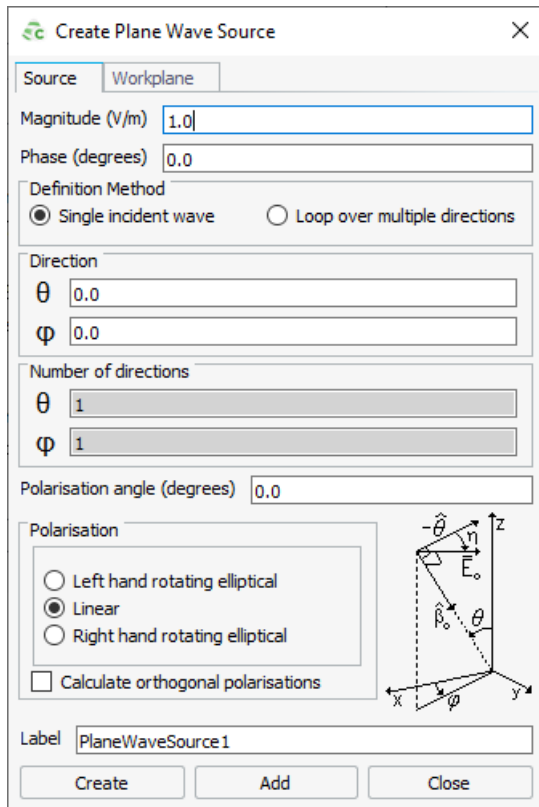 Create Plane Wave Source
Source Workplane
Magnitude (V/m) 1.0
Phase (degrees) 0.0
Definition Method
Single incident wave Loop over multiple directions
Direction
θ 0.0
φ 0.0
Number of directions
θ 1
φ 1
Polarisation angle (degrees) 0.0
Polarisation
Left hand rotating elliptical
Linear
Right hand rotating elliptical
Calculate orthogonal polarisations
-θ̂ η z
E̅₀
β̂₀ θ
x φ y
Label PlaneWaveSource1
Create Add Close